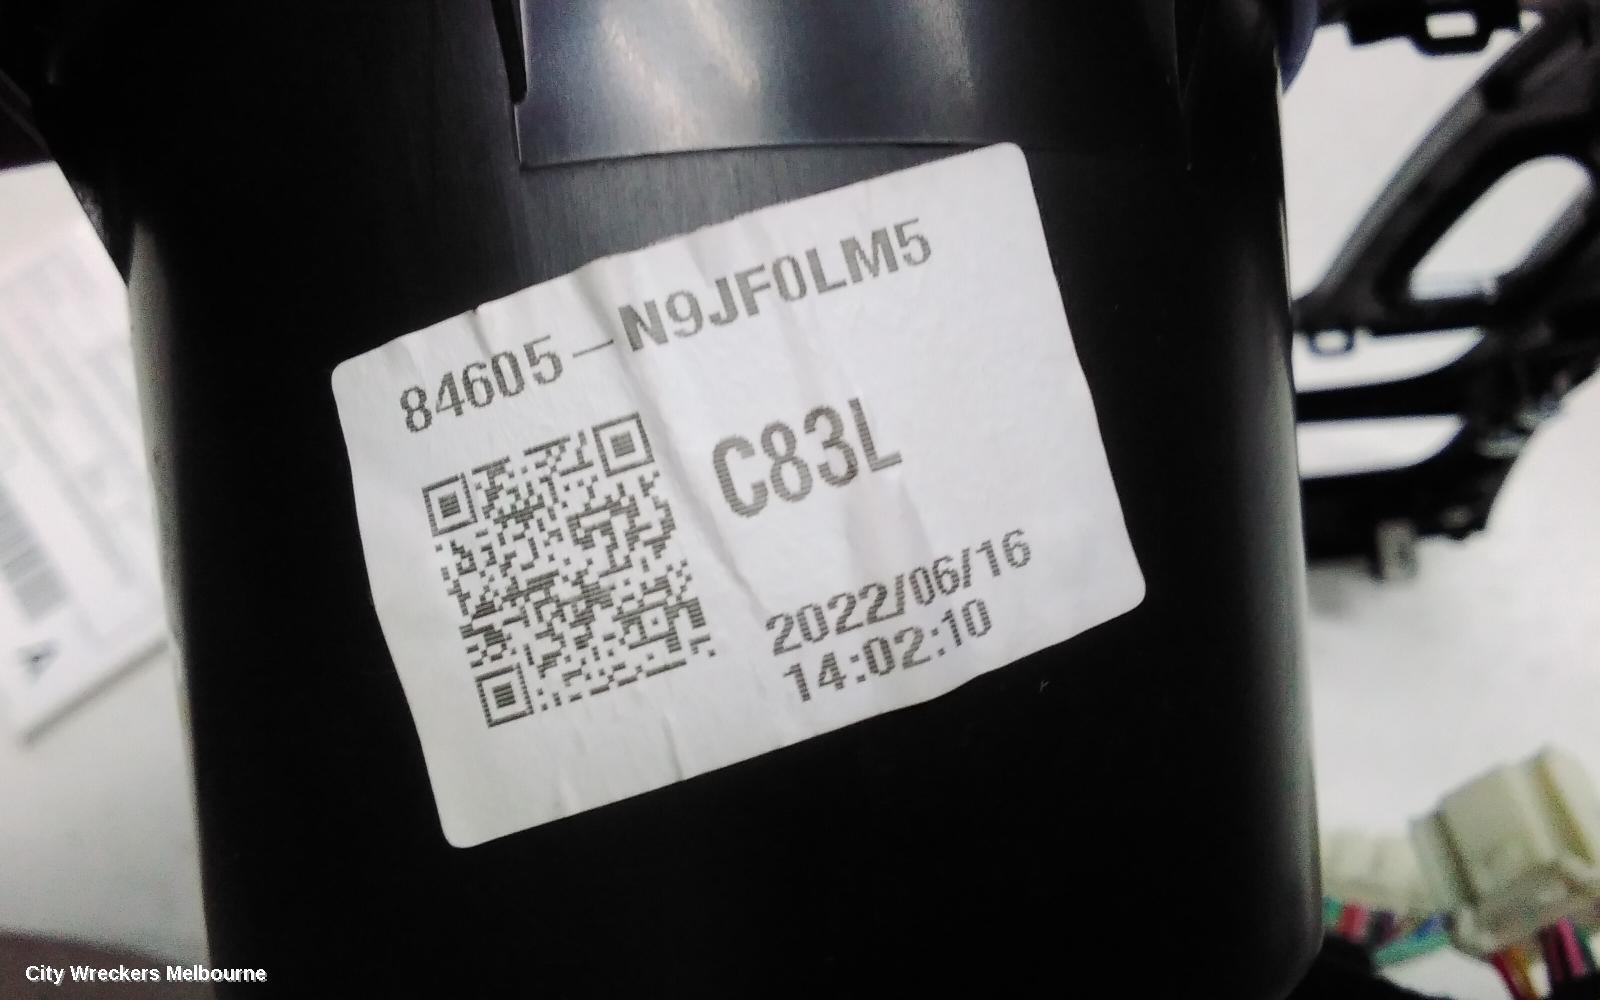 84605-N9JF0LM5
C83L
2022/06/16
14:02:10
A
City Wreckers Melbourne